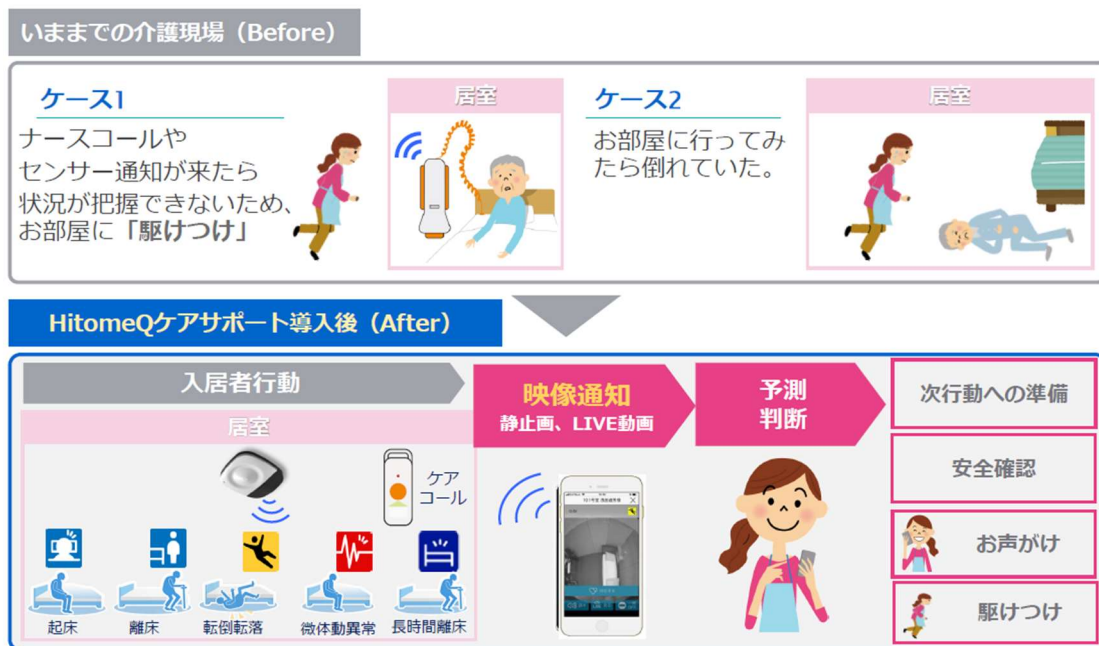 いままでの介護現場（Before）
ケース1
ナースコールや
センサー通知が来たら
状況が把握できないため、
お部屋に「駆けつけ」
居室
ケース2
お部屋に行ってみ
たら倒れていた。
居室
HitomeQケアサポート導入後（After）
入居者行動
居室
ケア
コール
起床
離床
転倒転落
微体動異常
長時間離床
映像通知
静止画、LIVE動画
予測
判断
次行動への準備
安全確認
お声がけ
駆けつけ